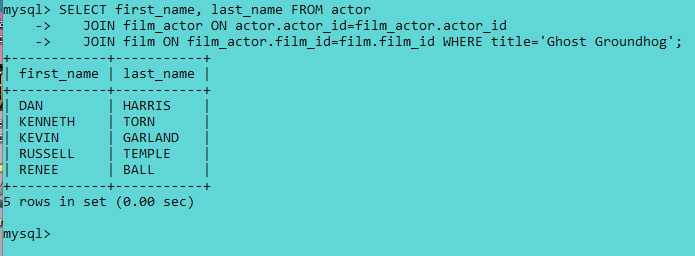 mysql> SELECT first_name, last_name FROM actor
    ->     JOIN film_actor ON actor.actor_id=film_actor.actor_id
    ->     JOIN film ON film_actor.film_id=film.film_id WHERE title='Ghost Groundhog';
+------------+-----------+
| first_name | last_name |
+------------+-----------+
| DAN        | HARRIS    |
| KENNETH    | TORN      |
| KEVIN      | GARLAND   |
| RUSSELL    | TEMPLE    |
| RENEE      | BALL      |
+------------+-----------+
5 rows in set (0.00 sec)

mysql>